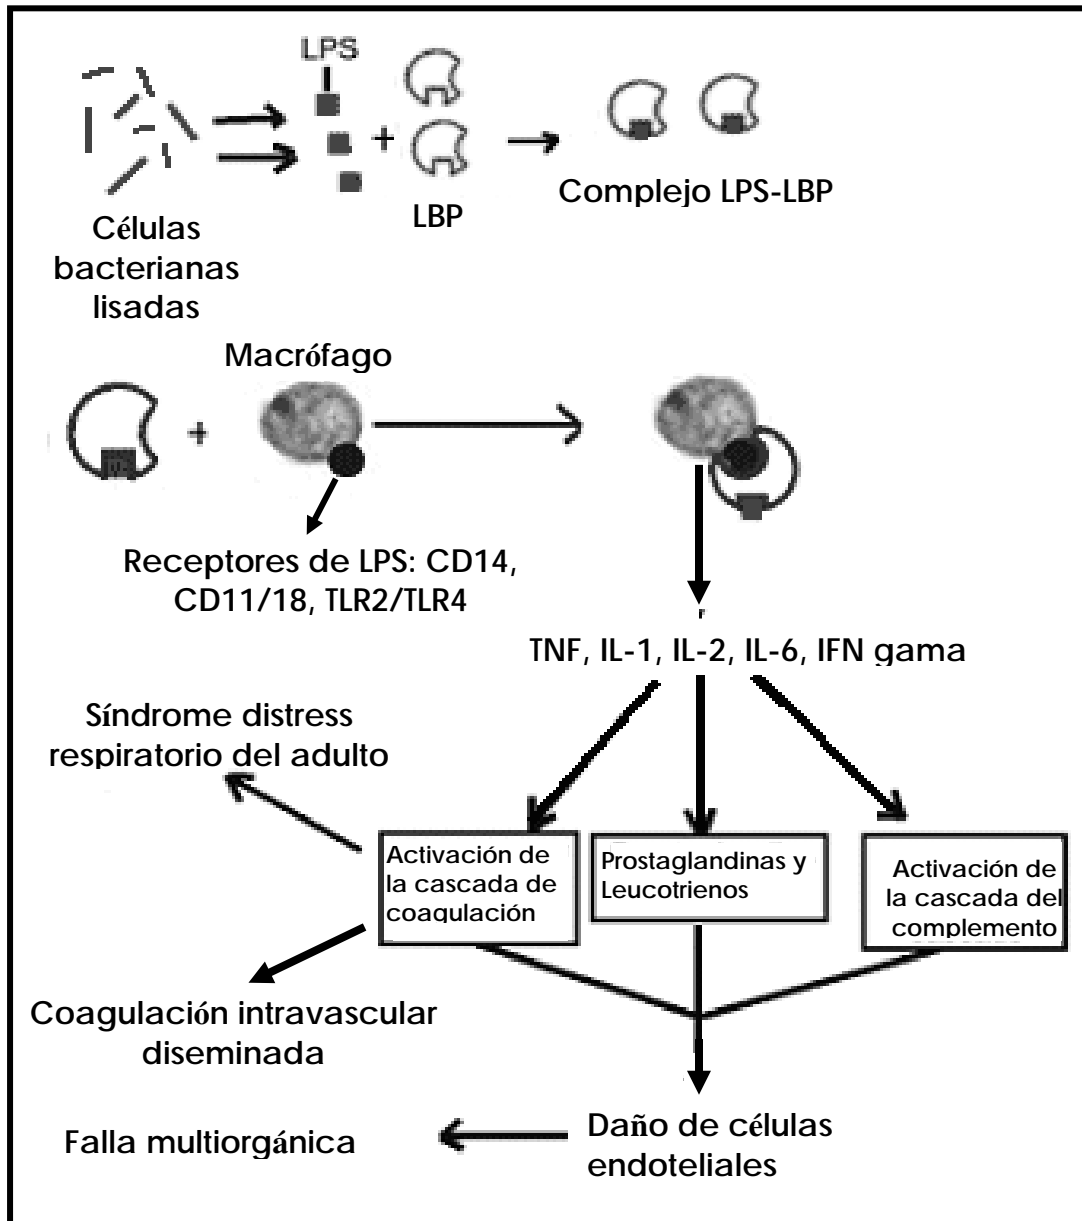 LPS
+
LBP
Complejo LPS-LBP
Células
bacterianas
lisadas
Macrófago
+
Receptores de LPS: CD14,
CD11/18, TLR2/TLR4
TNF, IL-1, IL-2, IL-6, IFN gama
Síndrome distress
respiratorio del adulto
Activación de
la cascada de
coagulación
Prostaglandinas y
Leucotrienos
Activación de
la cascada del
complemento
Coagulación intravascular
diseminada
Daño de células
endoteliales
Falla multiorgánica